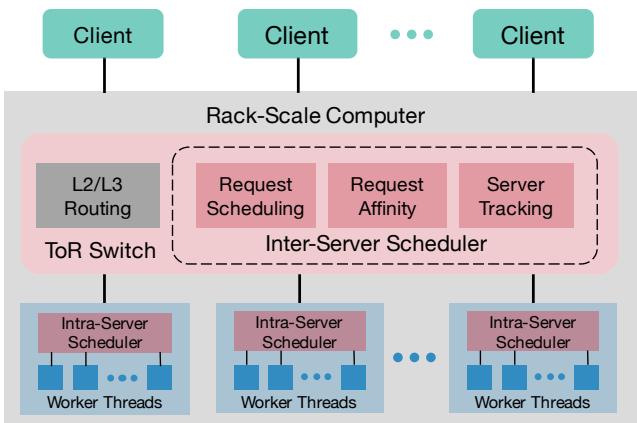 Client
Client
Client
Rack-Scale Computer
L2/L3
Routing
Request
Scheduling
Request
Affinity
Server
Tracking
ToR Switch
Inter-Server Scheduler
Intra-Server
Scheduler
Worker Threads
Intra-Server
Scheduler
Worker Threads
Intra-Server
Scheduler
Worker Threads